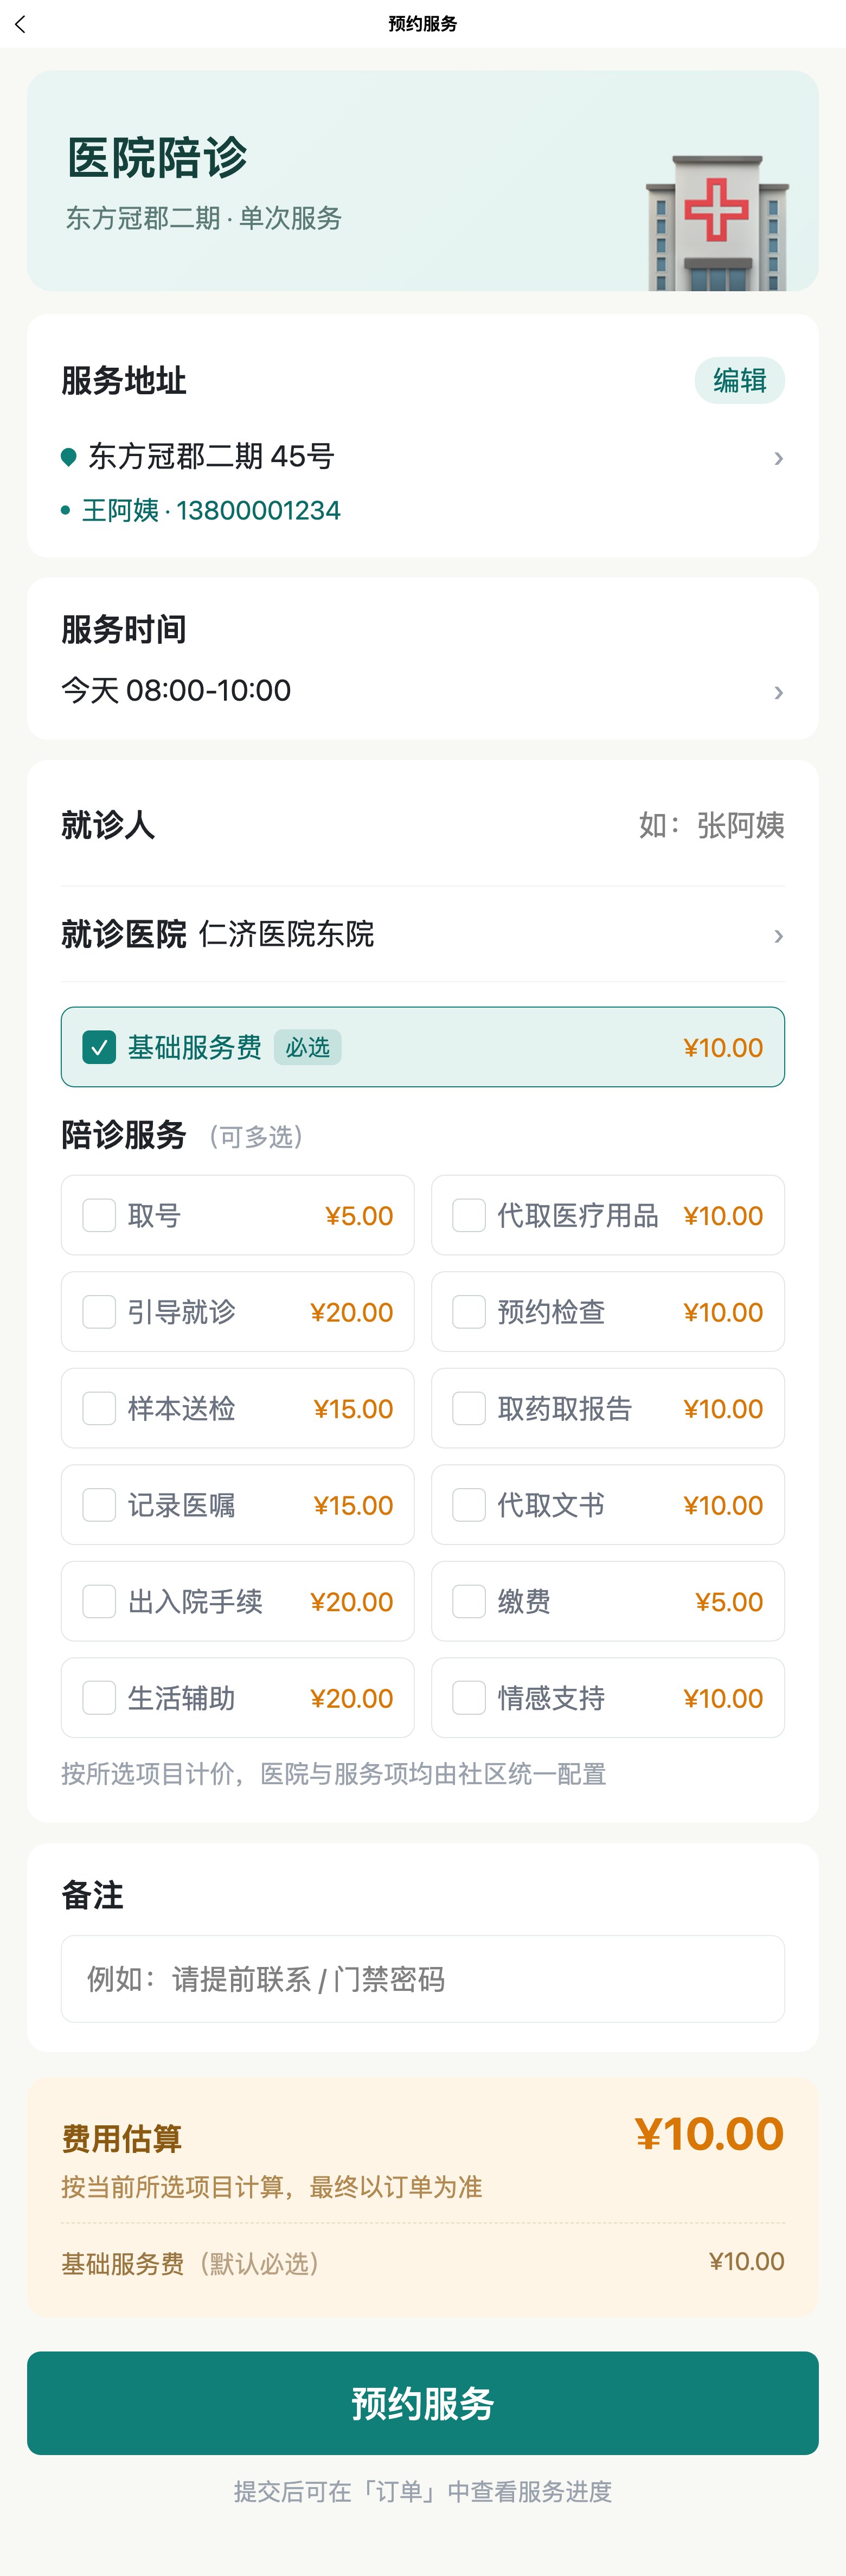 预约服务
医院陪诊
东方冠郡二期 · 单次服务
服务地址 编辑
东方冠郡二期 45号 ›
王阿姨 · 13800001234
服务时间
今天 08:00-10:00 ›
就诊人 如：张阿姨
就诊医院 仁济医院东院 ›
基础服务费 必选 ¥10.00
陪诊服务 （可多选）
取号 ¥5.00 代取医疗用品 ¥10.00
引导就诊 ¥20.00 预约检查 ¥10.00
样本送检 ¥15.00 取药取报告 ¥10.00
记录医嘱 ¥15.00 代取文书 ¥10.00
出入院手续 ¥20.00 缴费 ¥5.00
生活辅助 ¥20.00 情感支持 ¥10.00
按所选项目计价，医院与服务项均由社区统一配置
备注
例如：请提前联系 / 门禁密码
费用估算 ¥10.00
按当前所选项目计算，最终以订单为准
基础服务费（默认必选） ¥10.00
预约服务
提交后可在「订单」中查看服务进度